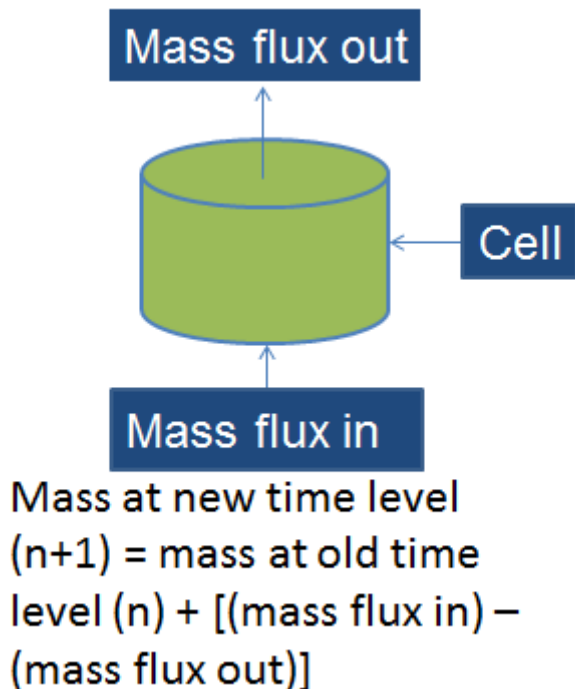 Mass flux out
Cell
Mass flux in
Mass at new time level
(n+1) = mass at old time
level (n) + [(mass flux in) –
(mass flux out)]